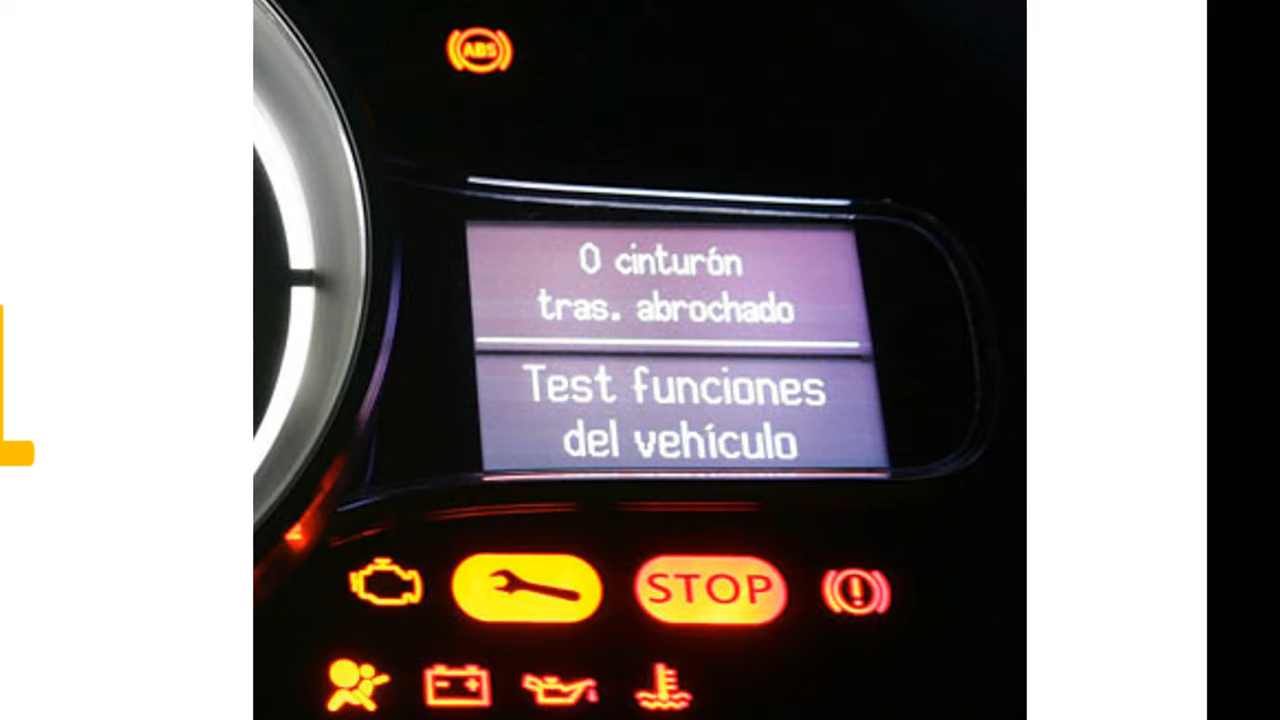 ABS
0 cinturón
tras. abrochado
Test funciones
del vehículo
STOP